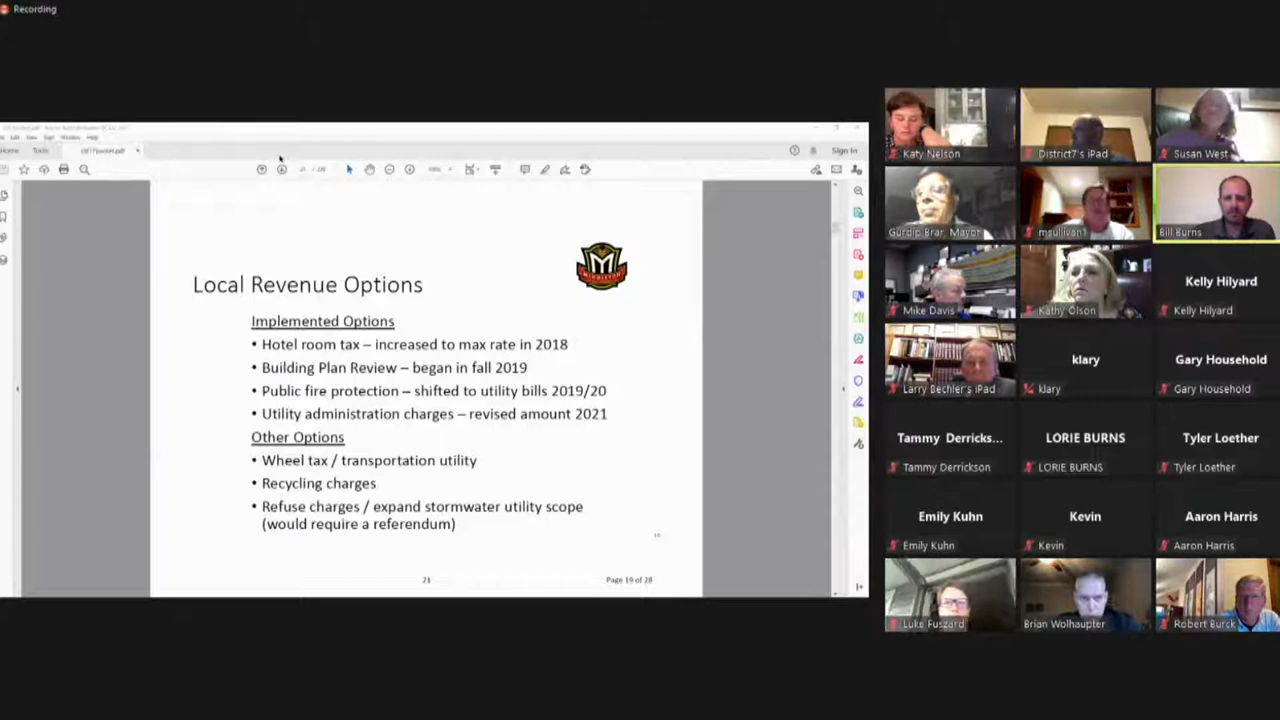 Recording
Home
Tools
Sign In
Local Revenue Options
MIDDLETON
Implemented Options
• Hotel room tax – increased to max rate in 2018
• Building Plan Review – began in fall 2019
• Public fire protection – shifted to utility bills 2019/20
• Utility administration charges – revised amount 2021
Other Options
• Wheel tax / transportation utility
• Recycling charges
• Refuse charges / expand stormwater utility scope
(would require a referendum)
21
Page 19 of 28
Katy Nelson
District7's iPad
Susan West
Gurdip Brar, Mayor
msullivan1
Bill Burns
Mike Davis
Kathy Olson
Kelly Hilyard
Kelly Hilyard
Larry Bechler's iPad
klary
klary
Gary Household
Gary Household
Tammy Derricks...
Tammy Derrickson
LORIE BURNS
LORIE BURNS
Tyler Loether
Tyler Loether
Emily Kuhn
Emily Kuhn
Kevin
Kevin
Aaron Harris
Aaron Harris
Luke Fuszard
Brian Wolhaupter
Robert Burck